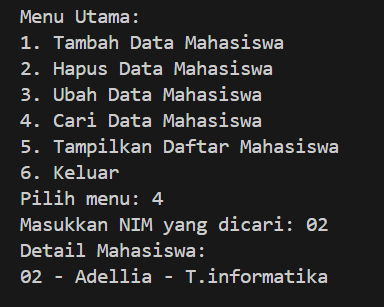 Menu Utama:
1. Tambah Data Mahasiswa
2. Hapus Data Mahasiswa
3. Ubah Data Mahasiswa
4. Cari Data Mahasiswa
5. Tampilkan Daftar Mahasiswa
6. Keluar
Pilih menu: 4
Masukkan NIM yang dicari: 02
Detail Mahasiswa:
02 - Adellia - T.informatika